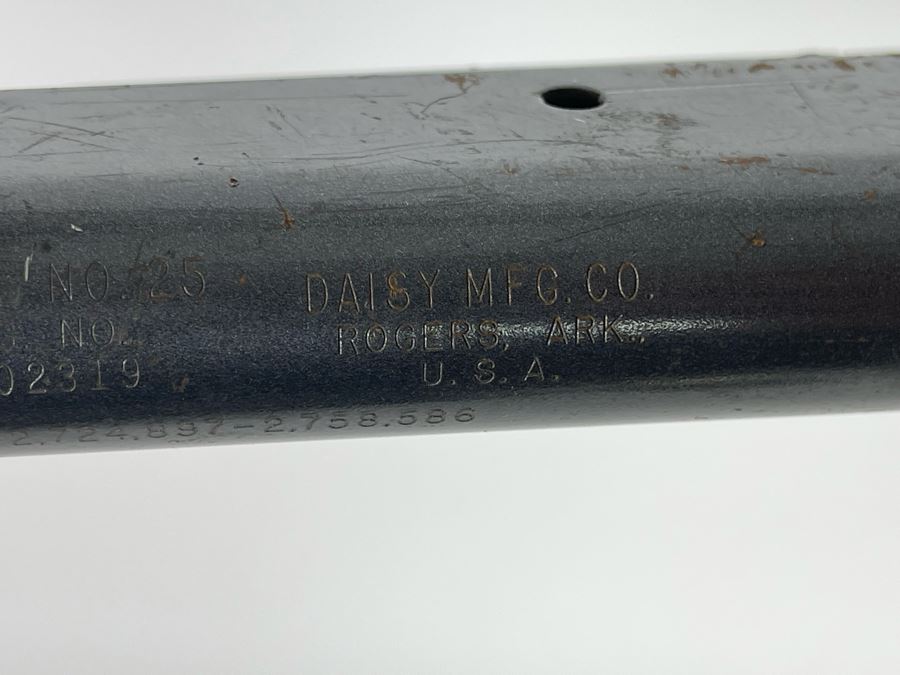 NO. 25
DAISY MFG. CO.
NO.
ROGERS, ARK.,
02319
U. S. A.
2,724,897-2,758,586